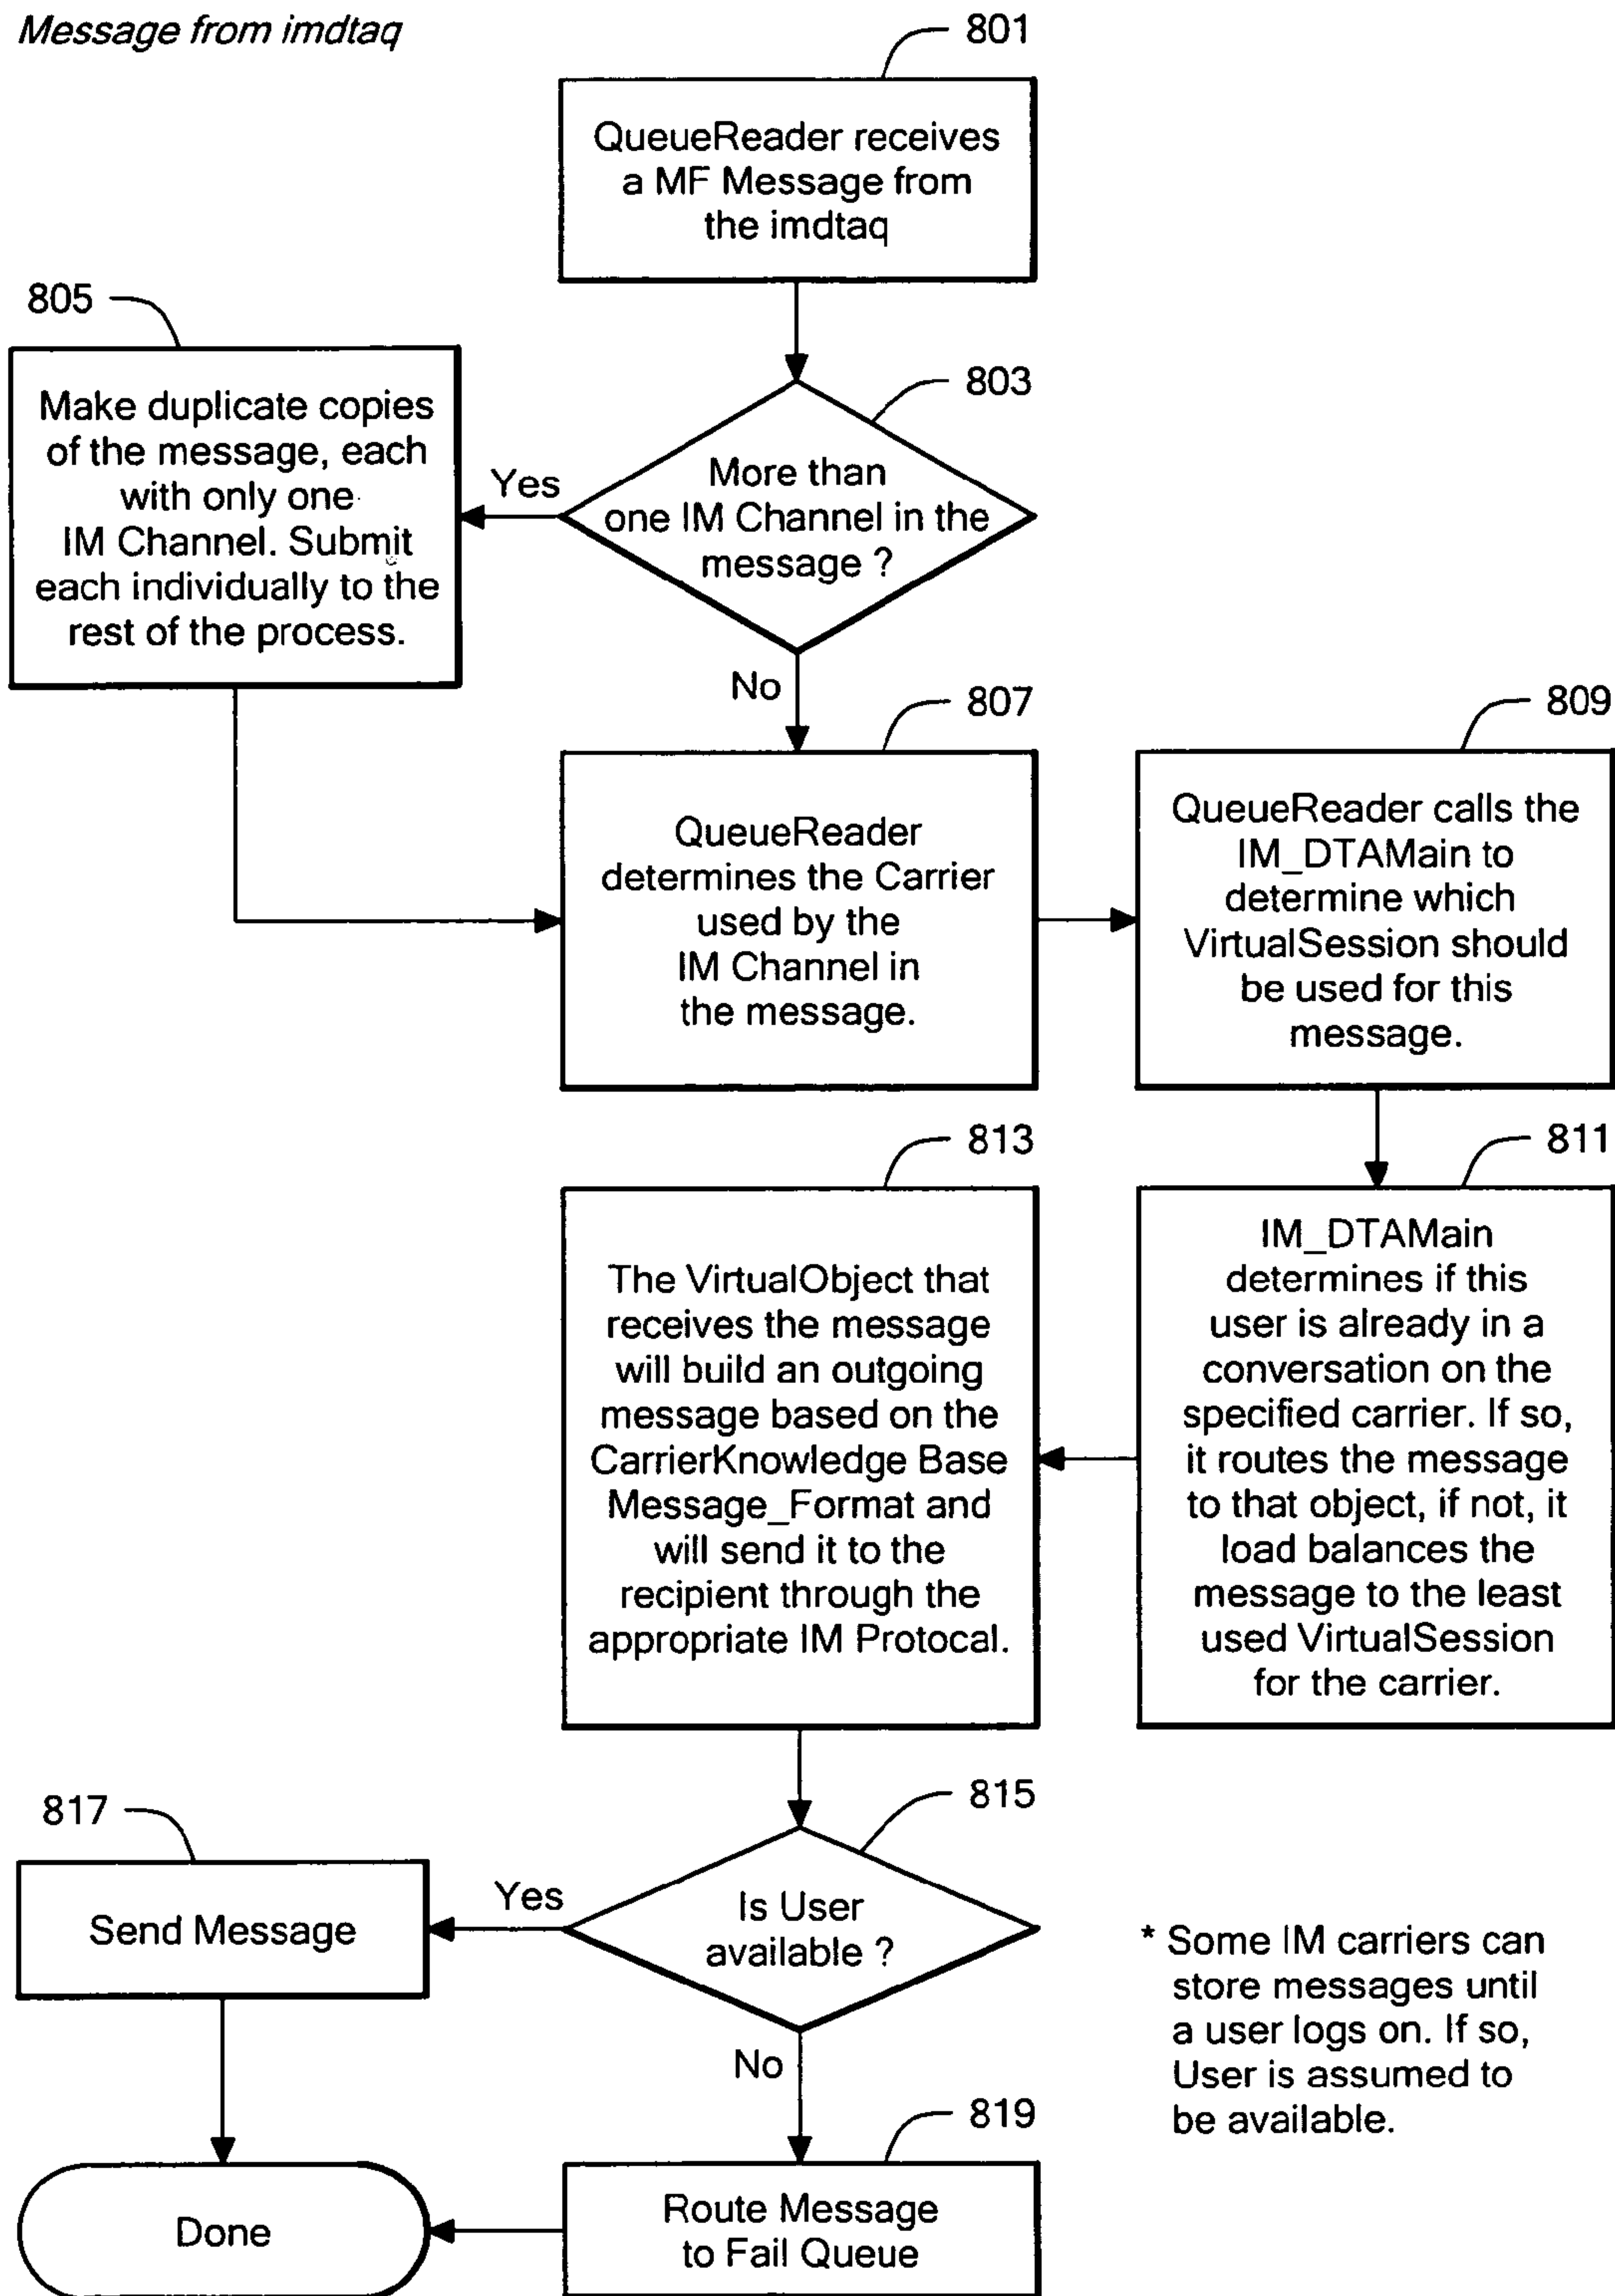 Message from imdtaq
801
QueueReader receives
a MF Message from
the imdtaq
805
Make duplicate copies
of the message, each
with only one
IM Channel. Submit
each individually to the
rest of the process.
803
More than
one IM Channel in the
message ?
Yes
No
807
QueueReader
determines the Carrier
used by the
IM Channel in
the message.
809
QueueReader calls the
IM_DTAMain to
determine which
VirtualSession should
be used for this
message.
811
IM_DTAMain
determines if this
user is already in a
conversation on the
specified carrier. If so,
it routes the message
to that object, if not, it
load balances the
message to the least
used VirtualSession
for the carrier.
813
The VirtualObject that
receives the message
will build an outgoing
message based on the
CarrierKnowledge Base
Message_Format and
will send it to the
recipient through the
appropriate IM Protocal.
815
Is User
available ?
Yes
817
Send Message
No
819
Route Message
to Fail Queue
Done
* Some IM carriers can
store messages until
a user logs on. If so,
User is assumed to
be available.